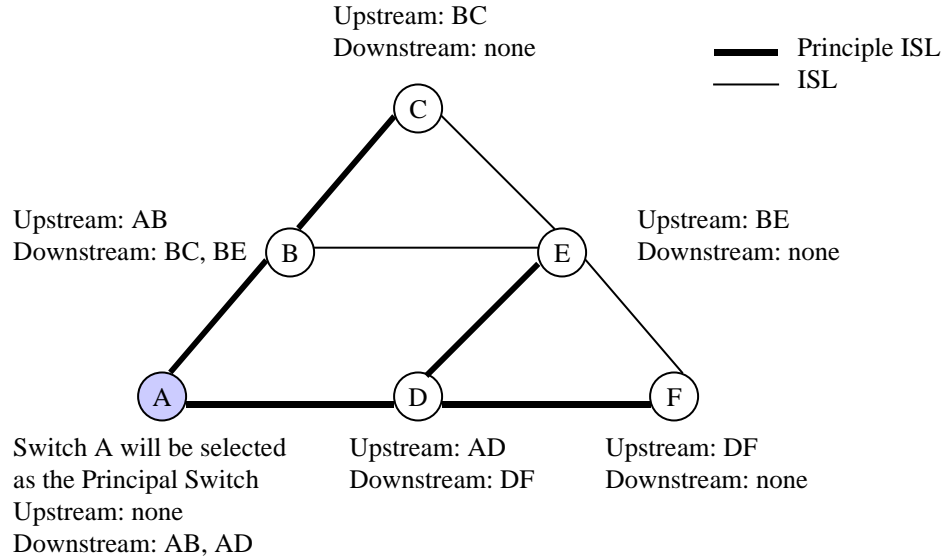 Upstream: BC
Downstream: none
Principle ISL
ISL
C
Upstream: AB
Downstream: BC, BE
B
E
Upstream: BE
Downstream: none
A
D
F
Switch A will be selected
as the Principal Switch
Upstream: none
Downstream: AB, AD
Upstream: AD
Downstream: DF
Upstream: DF
Downstream: none